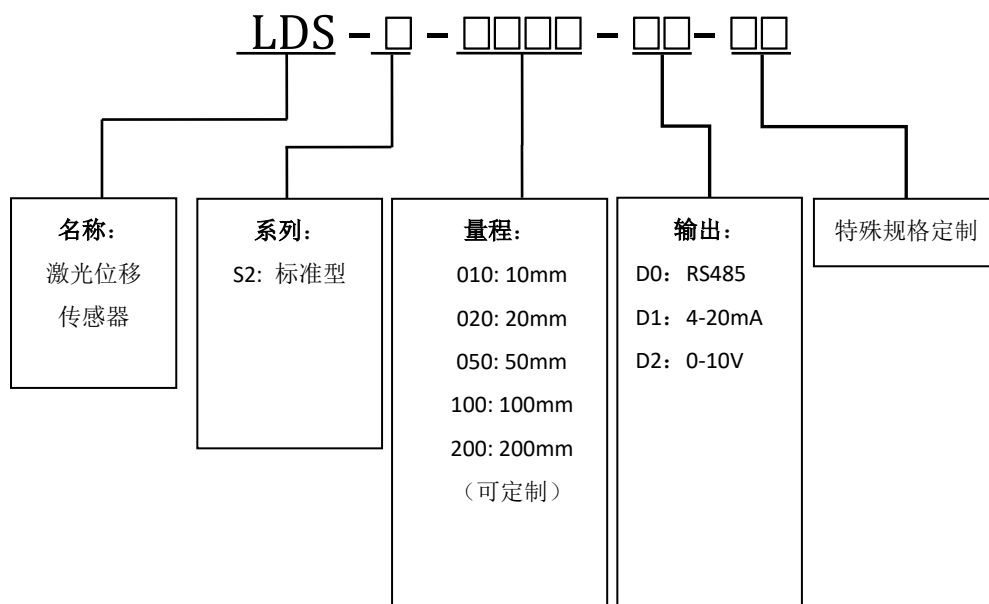 LDS-□-□□□□-□□-□□
名称：
激光位移
传感器
系列：
S2: 标准型
量程：
010: 10mm
020: 20mm
050: 50mm
100: 100mm
200: 200mm
（可定制）
输出：
D0：RS485
D1：4-20mA
D2：0-10V
特殊规格定制